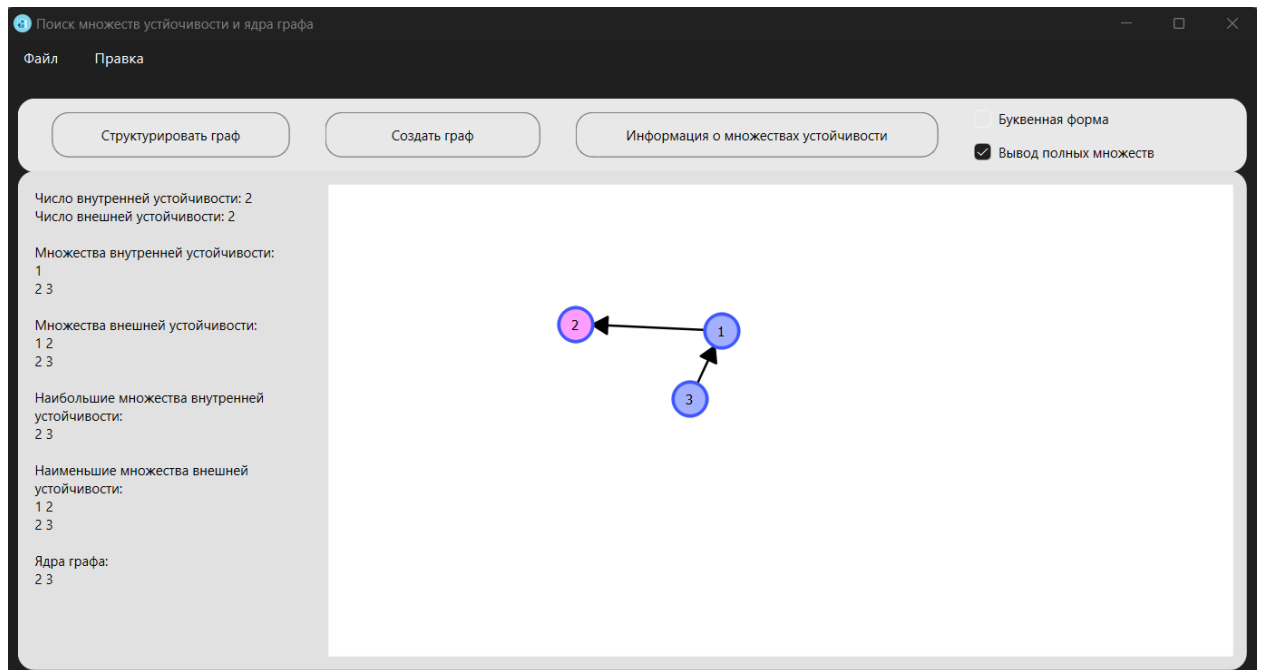 Поиск множеств устйочивости и ядра графа
Файл Правка
Структурировать граф
Создать граф
Информация о множествах устойчивости
Буквенная форма
Вывод полных множеств
Число внутренней устойчивости: 2
Число внешней устойчивости: 2
Множества внутренней устойчивости:
1
2 3
Множества внешней устойчивости:
1 2
2 3
Наибольшие множества внутренней
устойчивости:
2 3
Наименьшие множества внешней
устойчивости:
1 2
2 3
Ядра графа:
2 3
2
1
3